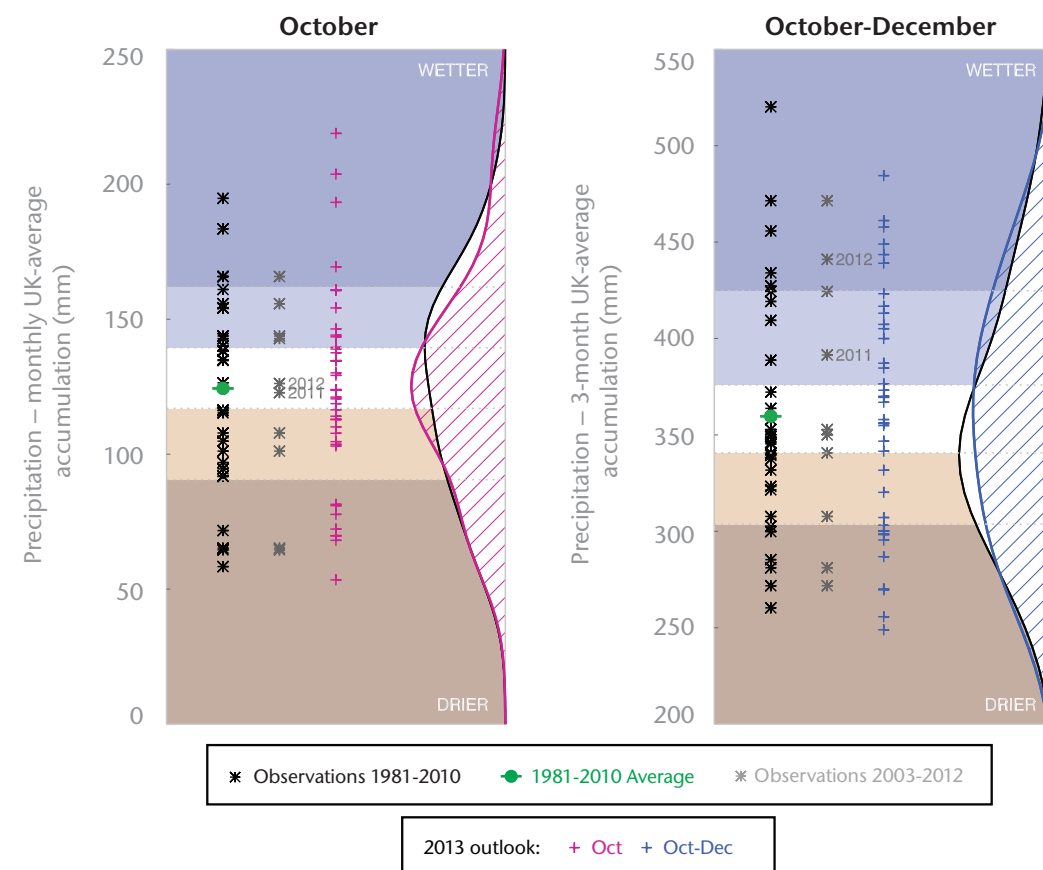 October
250
200
150
100
50
0
Precipitation – monthly UK-average
accumulation (mm)
WETTER
2012
2011
DRIER
October-December
550
500
450
400
350
300
250
200
Precipitation – 3-month UK-average
accumulation (mm)
WETTER
2012
2011
DRIER
Observations 1981-2010 1981-2010 Average Observations 2003-2012
2013 outlook: + Oct + Oct-Dec